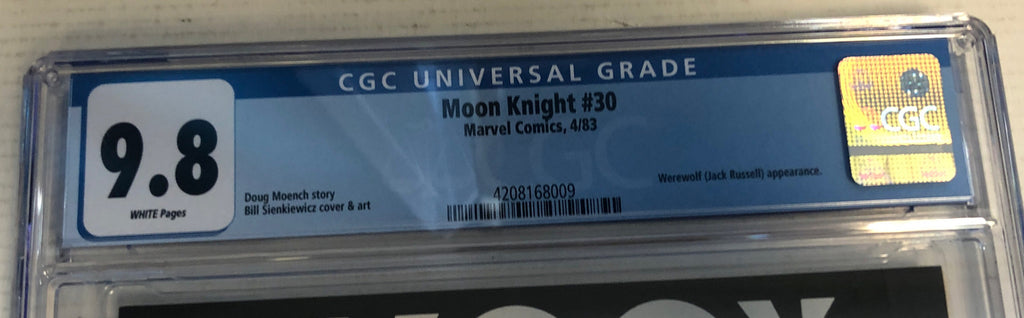 CGC UNIVERSAL GRADE
Moon Knight #30
Marvel Comics, 4/83
9.8
WHITE Pages
Doug Moench story
Bill Sienkiewicz cover & art
4208168009
Werewolf (Jack Russell) appearance.
CGC
CGC